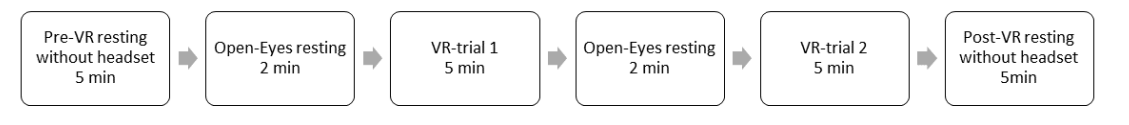 Pre-VR resting
without headset
5 min
Open-Eyes resting
2 min
VR-trial 1
5 min
Open-Eyes resting
2 min
VR-trial 2
5 min
Post-VR resting
without headset
5min